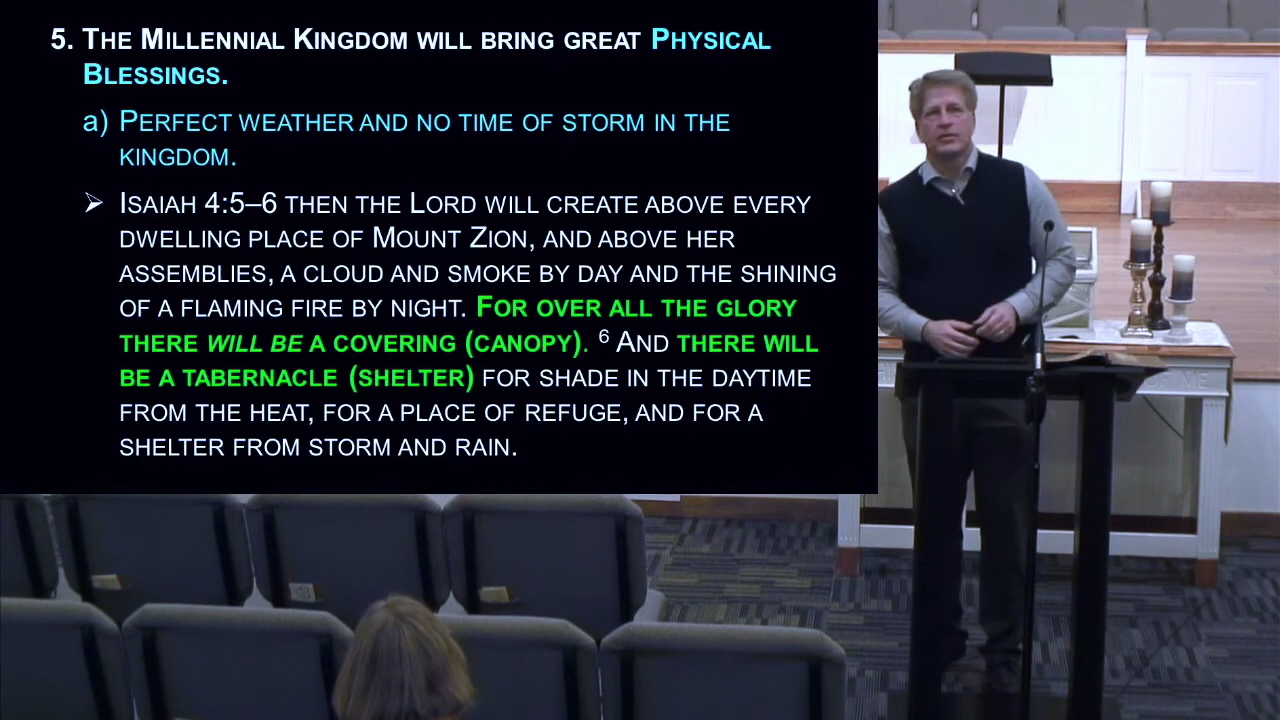 5. The Millennial Kingdom will bring great Physical
Blessings.
a) Perfect weather and no time of storm in the
kingdom.
➢ Isaiah 4:5–6 then the Lord will create above every
dwelling place of Mount Zion, and above her
assemblies, a cloud and smoke by day and the shining
of a flaming fire by night. For over all the glory
there will be a covering (canopy). 6 And there will
be a tabernacle (shelter) for shade in the daytime
from the heat, for a place of refuge, and for a
shelter from storm and rain.